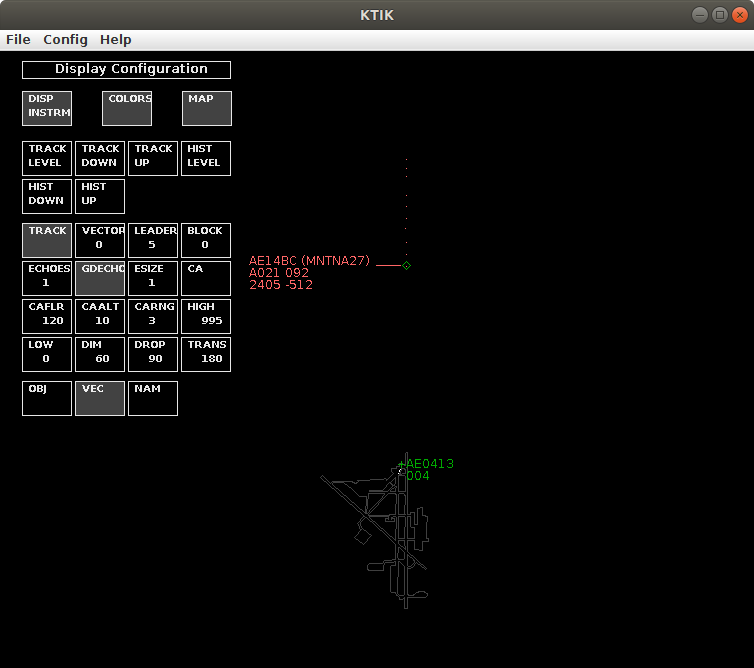 KTIK
File Config Help
Display Configuration
DISP INSTRM
COLORS
MAP
TRACK LEVEL
TRACK DOWN
TRACK UP
HIST LEVEL
HIST DOWN
HIST UP
TRACK
VECTOR 0
LEADER 5
BLOCK 0
ECHOES 1
GDECHO
ESIZE 1
CA
CAFLR 120
CAALT 10
CARNG 3
HIGH 995
LOW 0
DIM 60
DROP 90
TRANS 180
OBJ
VEC
NAM
AE14BC (MNTNA27)
A021 092
2405 -512
AE0413
004